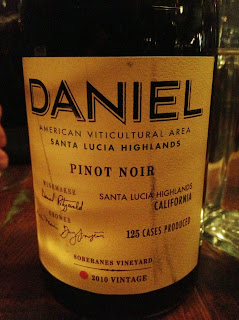 DANIEL
AMERICAN VITICULTURAL AREA
SANTA LUCIA HIGHLANDS
PINOT NOIR
WINEMAKER
GROWER
SANTA LUCIA HIGHLANDS
CALIFORNIA
125 CASES PRODUCED
SOBERANES VINEYARD
2010 VINTAGE